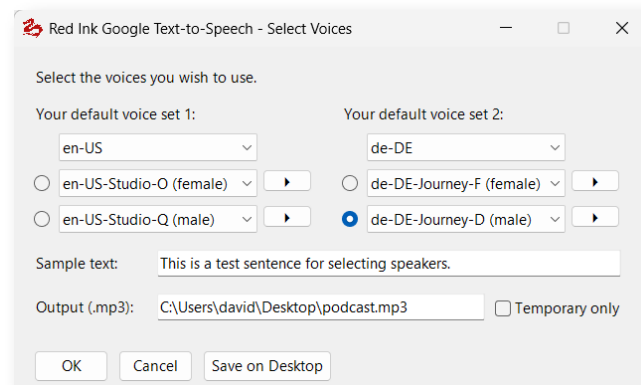 Red Ink Google Text-to-Speech - Select Voices
Select the voices you wish to use.
Your default voice set 1: Your default voice set 2:
en-US de-DE
en-US-Studio-O (female) de-DE-Journey-F (female)
en-US-Studio-Q (male) de-DE-Journey-D (male)
Sample text: This is a test sentence for selecting speakers.
Output (.mp3): C:\Users\david\Desktop\podcast.mp3 Temporary only
OK Cancel Save on Desktop